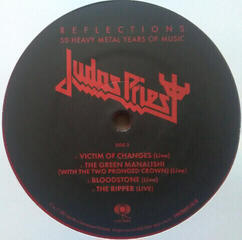 REFLECTIONS
50 HEAVY METAL YEARS OF MUSIC
Judas Priest
SIDE
. VICTIM OF CHANGES (Live)
. THE GREEN MANALISHI
(WITH THE TWO PRONGED CROWN) (Live)
. BLOODSTONE (Live)
. THE RIPPER (LIVE)